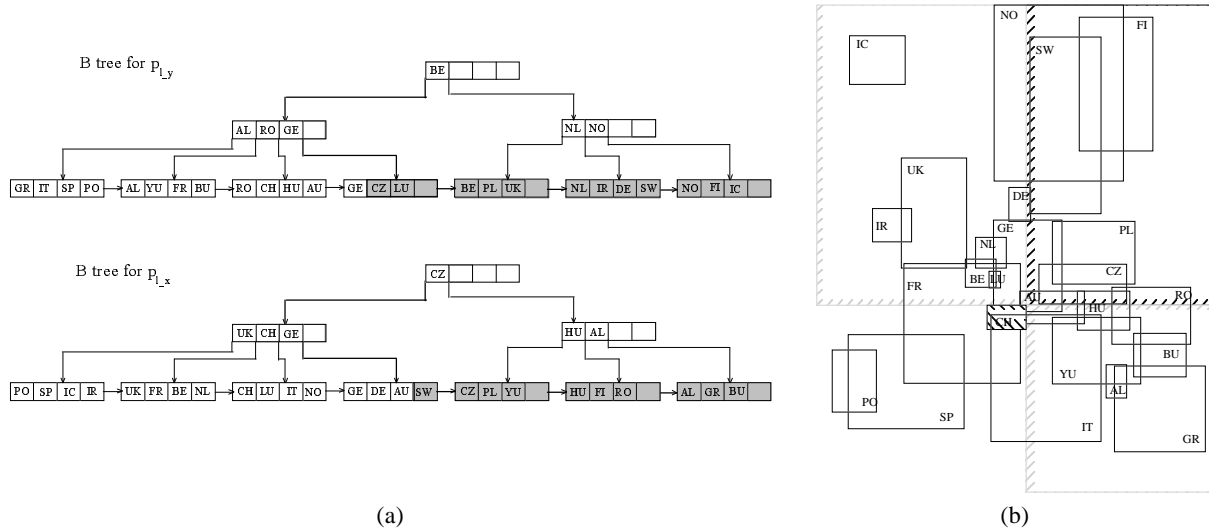 B tree for p_l_y
BE
AL RO GE
NL NO
GR IT SP PO AL YU FR BU RO CH HU AU GE CZ LU BE PL UK NL IR DE SW NO FI IC
B tree for p_l_x
CZ
UK CH GE
HU AL
PO SP IC IR UK FR BE NL CH LU IT NO GE DE AU SW CZ PL YU HU FI RO AL GR BU
(a)
NO
FI
IC
SW
UK
DE
IR
GE
PL
NL
CZ
BE LU
FR
AU
RO
HU
CH
BU
YU
AL
PO
SP
IT
GR
(b)